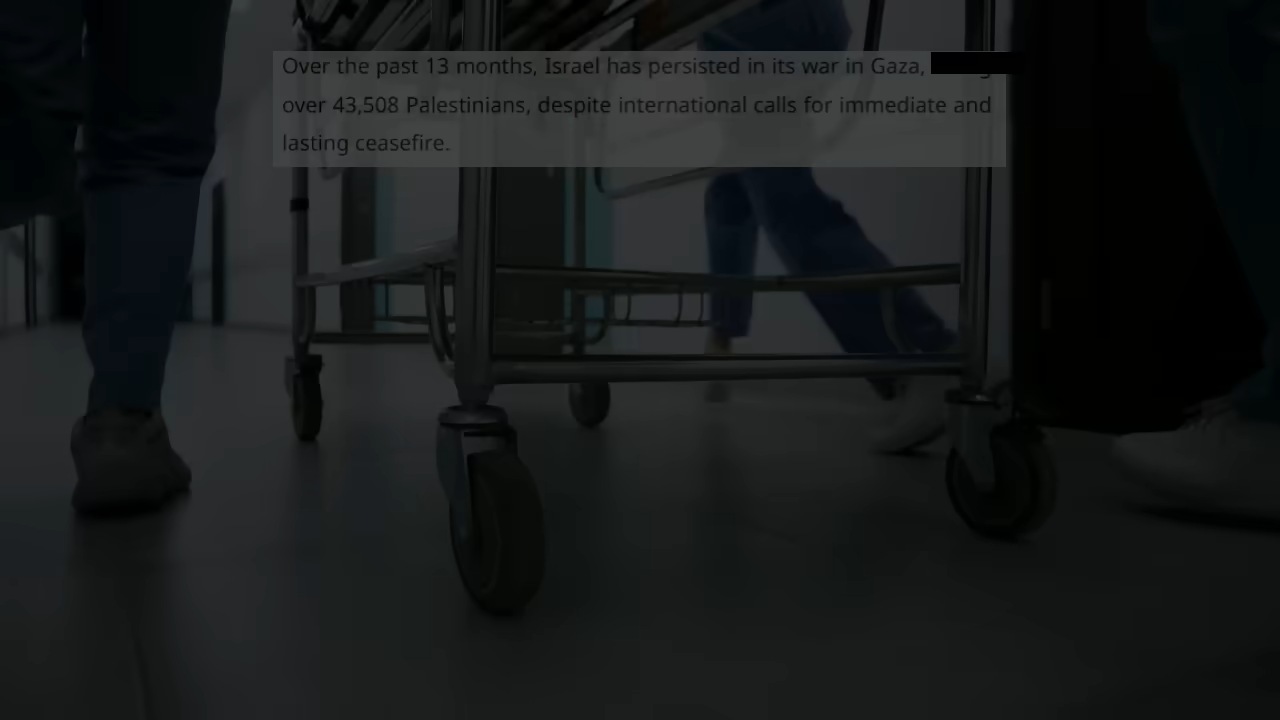 Over the past 13 months, Israel has persisted in its war in Gaza,
over 43,508 Palestinians, despite international calls for immediate and
lasting ceasefire.